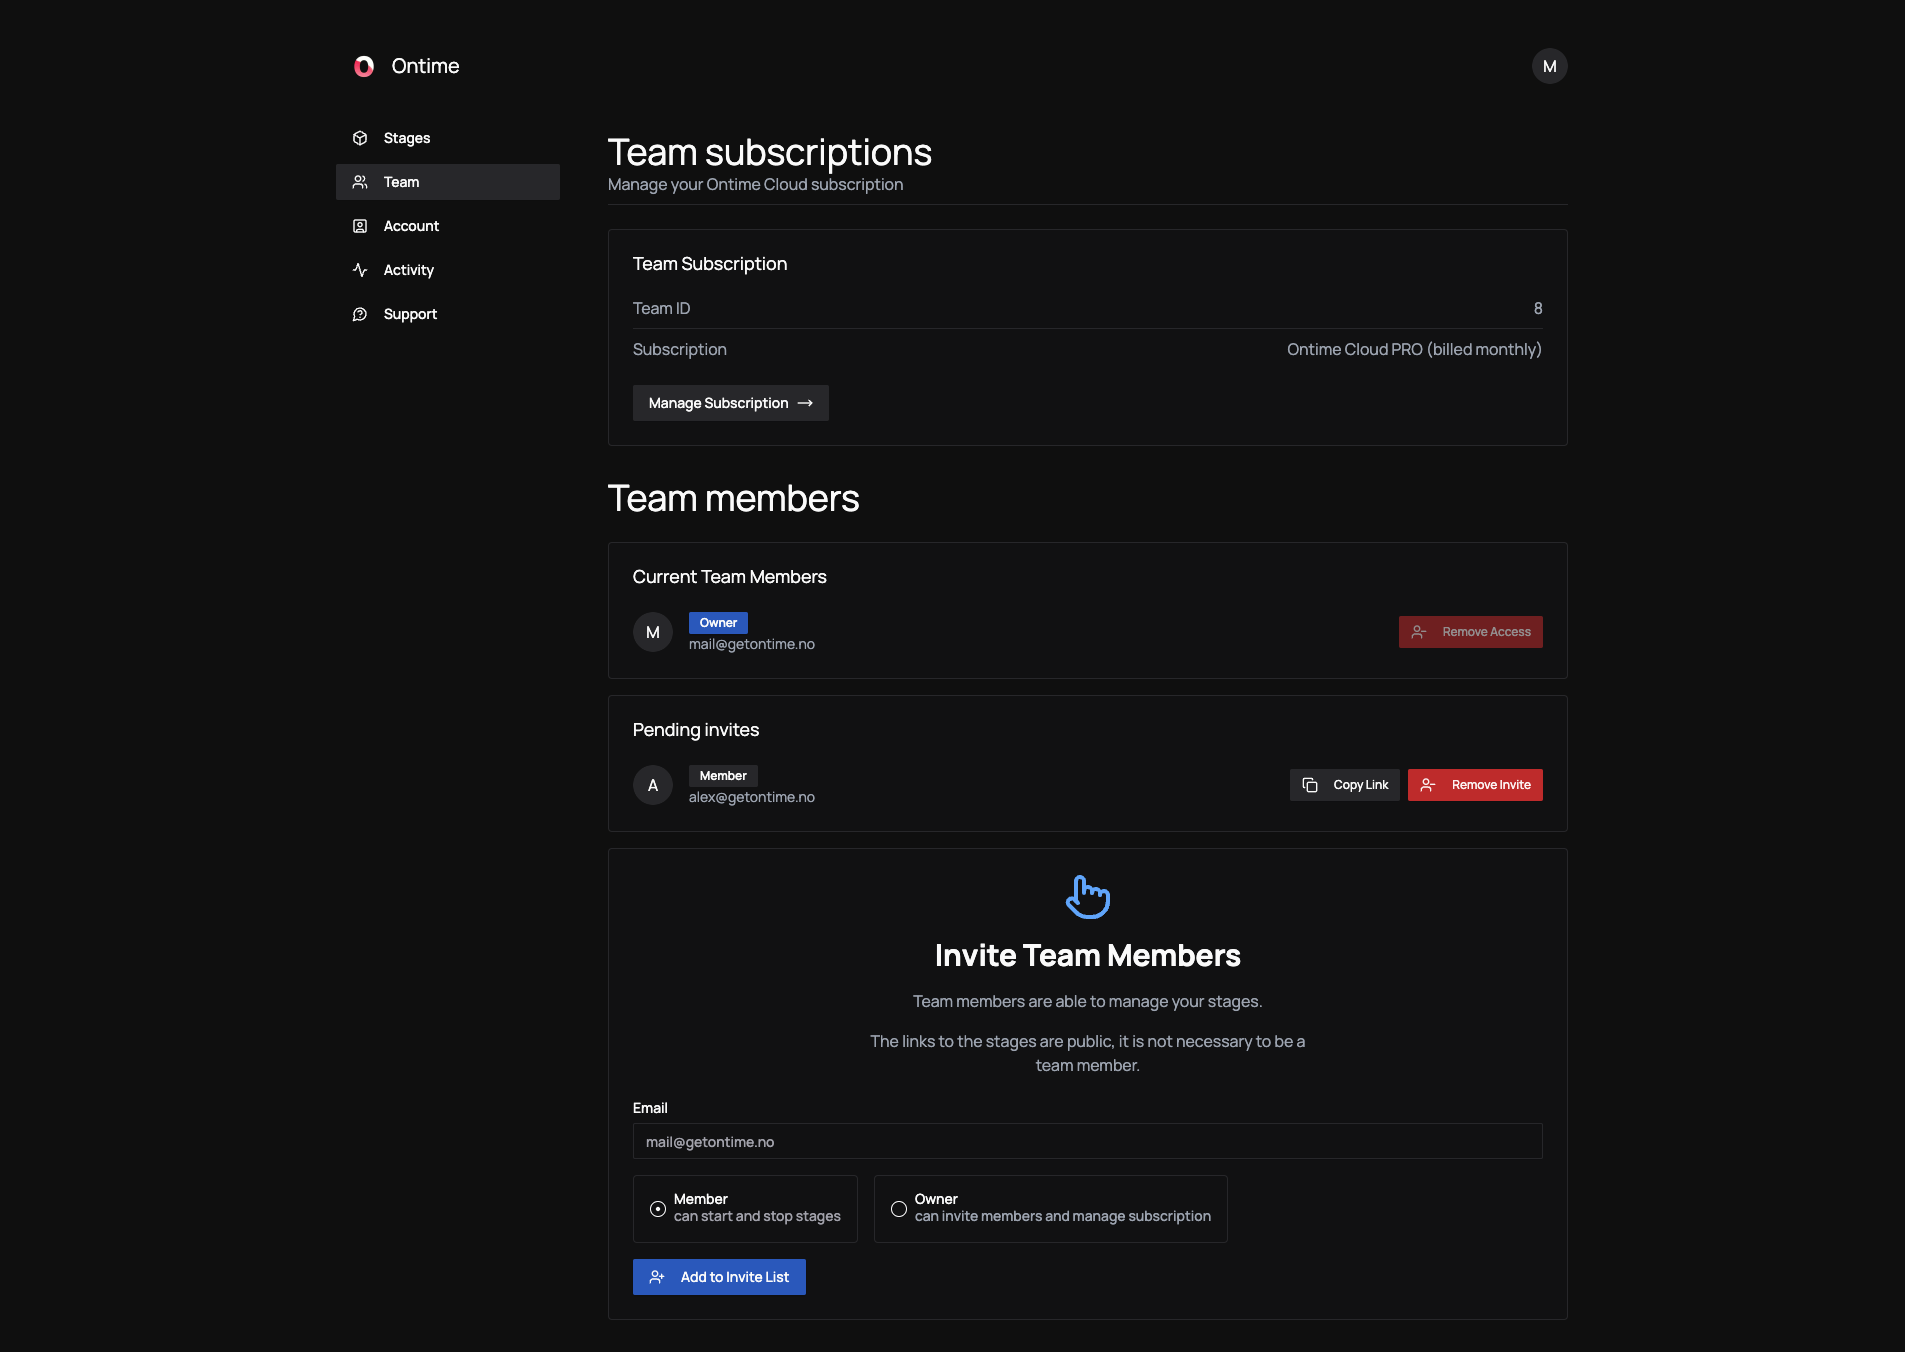 Ontime
M
Stages
Team
Account
Activity
Support
Team subscriptions
Manage your Ontime Cloud subscription
Team Subscription
Team ID 8
Subscription Ontime Cloud PRO (billed monthly)
Manage Subscription
Team members
Current Team Members
M
Owner
mail@getontime.no
Remove Access
Pending invites
A
Member
alex@getontime.no
Copy Link
Remove Invite
Invite Team Members
Team members are able to manage your stages.
The links to the stages are public, it is not necessary to be a
team member.
Email
mail@getontime.no
Member
can start and stop stages
Owner
can invite members and manage subscription
Add to Invite List